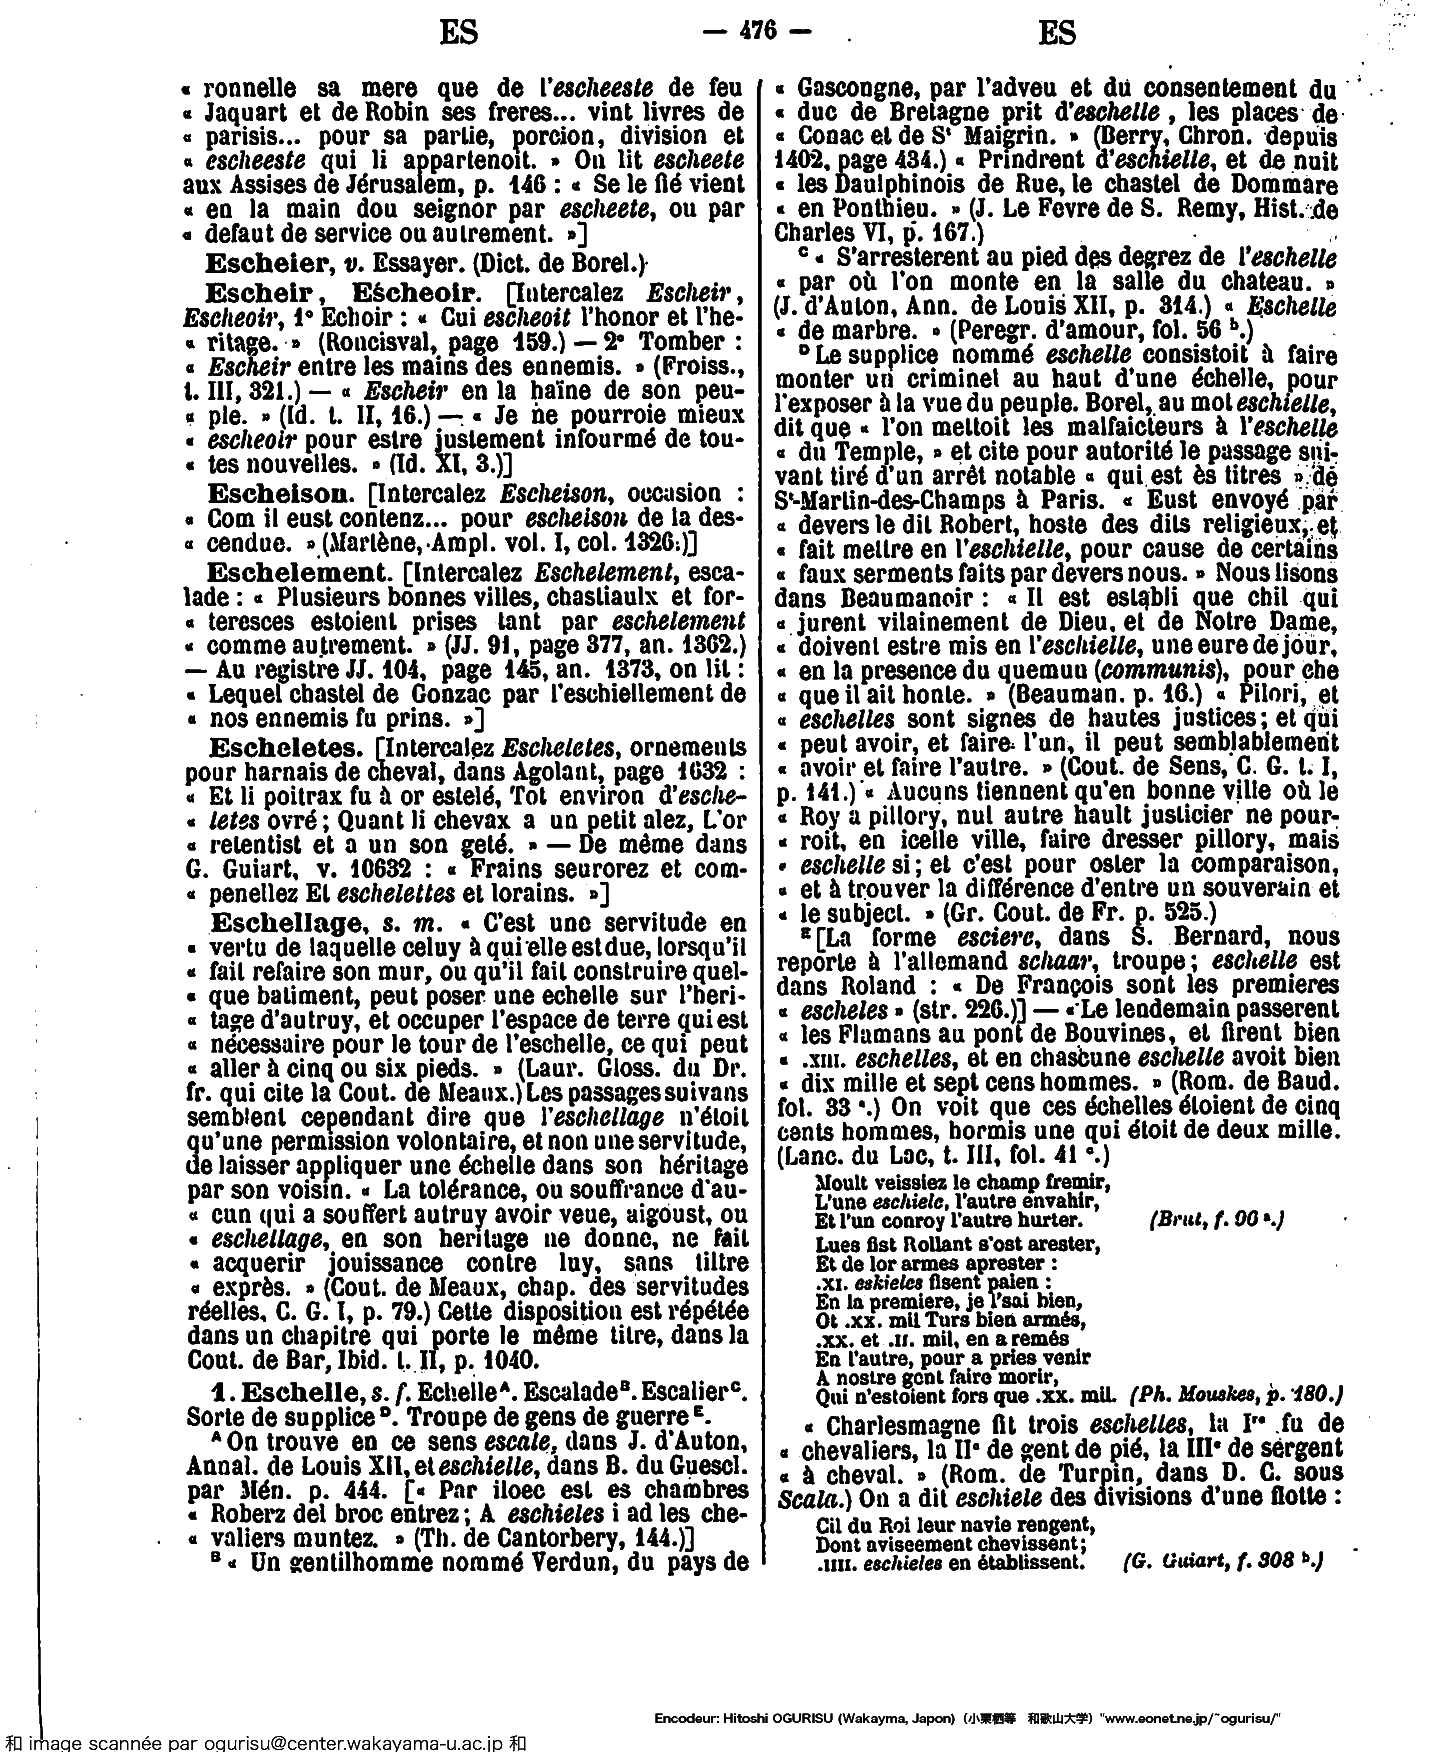 ES — 476 — ES
« ronnelle sa mere que de l'escheeste de feu
« Jaquart et de Robin ses freres... vint livres de
« parisis... pour sa partie, porcion, division et
« escheeste qui li appartenoit. » On lit escheete
aux Assises de Jérusalem, p. 146 : « Se le fié vient
« en la main dou seignor par escheete, ou par
« defaut de service ou autrement. »]
Escheier, v. Essayer. (Dict. de Borel.)
Escheir, Escheoir. [Intercalez Escheir,
Escheoir, 1° Echoir : « Cui escheoit l'honor et l'he-
« ritage. » (Roncisval, page 159.) — 2° Tomber :
« Escheir entre les mains des ennemis. » (Froiss.,
t. III, 321.) — « Escheir en la haïne de son peu-
« ple. » (Id. t. II, 16.) — « Je ne pourroie mieux
« escheoir pour estre justement infourmé de tou-
« tes nouvelles. » (Id. XI, 3.)]
Escheison. [Intercalez Escheison, occasion :
« Com il eust contenz... pour escheison de la des-
« cendue. » (Martène, Ampl. vol. I, col. 1326.)]
Eschelement. [Intercalez Eschelement, esca-
lade : « Plusieurs bonnes villes, chastiaulx et for-
« teresces estoient prises tant par eschelement
« comme autrement. » (JJ. 91, page 377, an. 1362.)
— Au registre JJ. 104, page 145, an. 1373, on lit :
« Lequel chastel de Gonzac par l'eschiellement de
« nos ennemis fu prins. »]
Escheletes. [Intercalez Escheletes, ornements
pour harnais de cheval, dans Agolant, page 1632 :
« Et li poitrax fu à or estelé, Tot environ d'esche-
« letes ovré ; Quant li chevax a un petit alez, L'or
« retentist et a un son geté. » — De même dans
G. Guiart, v. 10632 : « Frains seurorez et com-
« penellez Et eschelettes et lorains. »]
Eschellage, s. m. « C'est une servitude en
« vertu de laquelle celuy à qui elle est due, lorsqu'il
« fait refaire son mur, ou qu'il fait construire quel-
« que batiment, peut poser une echelle sur l'heri-
« tage d'autruy, et occuper l'espace de terre qui est
« nécessaire pour le tour de l'eschelle, ce qui peut
« aller à cinq ou six pieds. » (Laur. Gloss. du Dr.
fr. qui cite la Cout. de Meaux.) Les passages suivans
semblent cependant dire que l'eschellage n'étoit
qu'une permission volontaire, et non une servitude,
de laisser appliquer une échelle dans son héritage
par son voisin. « La tolérance, ou souffrance d'au-
« cun qui a souffert autruy avoir veue, aigoust, ou
« eschellage, en son heritage ne donne, ne fait
« acquerir jouissance contre luy, sans tiltre
« exprès. » (Cout. de Meaux, chap. des servitudes
réelles, C. G. I, p. 79.) Cette disposition est répétée
dans un chapitre qui porte le même titre, dans la
Cout. de Bar, Ibid. t. II, p. 1040.
1. Eschelle, s. f. Echelle A. Escalade B. Escalier C.
Sorte de supplice D. Troupe de gens de guerre E.
A On trouve en ce sens escale, dans J. d'Auton,
Annal. de Louis XII, et eschielle, dans B. du Guescl.
par Mén. p. 444. [« Par iloec est es chambres
« Roberz del broc entrez ; A eschieles i ad les che-
« valiers muntez. » (Th. de Cantorbery, 144.)]
B « Un gentilhomme nommé Verdun, du pays de
« Gascongne, par l'adveu et du consentement du
« duc de Bretagne prit d'eschelle, les places de
« Conac et de St Maigrin. » (Berry, Chron. depuis
1402, page 434.) « Prindrent d'eschielle, et de nuit
« les Daulphinois de Rue, le chastel de Dommare
« en Ponthieu. » (J. Le Fevre de S. Remy, Hist. de
Charles VI, p. 167.)
C « S'arresterent au pied des degrez de l'eschelle
« par où l'on monte en la salle du chateau. »
(J. d'Auton, Ann. de Louis XII, p. 314.) « Eschelle
« de marbre. » (Peregr. d'amour, fol. 56 b.)
D Le supplice nommé eschelle consistoit à faire
monter un criminel au haut d'une échelle, pour
l'exposer à la vue du peuple. Borel, au mot eschielle,
dit que « l'on mettoit les malfaicteurs à l'eschelle
« du Temple, » et cite pour autorité le passage sui-
vant tiré d'un arrêt notable « qui est ès titres » de
St-Martin-des-Champs à Paris. « Eust envoyé par
« devers le dit Robert, hoste des dits religieux, et
« fait mettre en l'eschielle, pour cause de certains
« faux serments faits par devers nous. » Nous lisons
dans Beaumanoir : « Il est establi que chil qui
« jurent vilainement de Dieu, et de Notre Dame,
« doivent estre mis en l'eschielle, une eure de jour,
« en la presence du quemun (communis), pour che
« que il ait honte. » (Beauman. p. 16.) « Pilori, et
« eschelles sont signes de hautes justices ; et qui
« peut avoir, et faire l'un, il peut semblablement
« avoir et faire l'autre. » (Cout. de Sens, C. G. t. I,
p. 141.) « Aucuns tiennent qu'en bonne ville où le
« Roy a pillory, nul autre hault justicier ne pour-
« roit, en icelle ville, faire dresser pillory, mais
« eschelle si ; et c'est pour oster la comparaison,
« et à trouver la différence d'entre un souverain et
« le subject. » (Gr. Cout. de Fr. p. 525.)
E [La forme esciere, dans S. Bernard, nous
reporte à l'allemand schaar, troupe ; eschelle est
dans Roland : « De François sont les premieres
« escheles » (str. 226.)] — « Le lendemain passerent
« les Flamans au pont de Bouvines, et firent bien
« .XIII. eschelles, et en chascune eschelle avoit bien
« dix mille et sept cens hommes. » (Rom. de Baud.
fol. 33 a.) On voit que ces échelles étoient de cinq
cents hommes, hormis une qui étoit de deux mille.
(Lanc. du Lac, t. III, fol. 41 a.)
Moult veissiez le champ fremir,
L'une eschiele, l'autre envahir,
Et l'un conroy l'autre hurter. (Brut, f. 90 a.)
Lues fist Rollant s'ost arester,
Et de lor armes aprester :
.XI. eskieles fisent paien :
En la premiere, je l'sai bien,
Ot .XX. mil Turs bien armés,
.XX. et .II. mil, en a remés
En l'autre, pour a pries venir
A nostre gent faire morir,
Qui n'estoient fors que .XX. mil. (Ph. Mouskes, p. 180.)
« Charlesmagne fit trois eschelles, la Ire fu de
« chevaliers, la IIe de gent de pié, la IIIe de sergent
« à cheval. » (Rom. de Turpin, dans D. C. sous
Scala.) On a dit eschiele des divisions d'une flotte :
Cil du Roi leur navie rengent,
Dont aviseement chevissent ;
.IIII. eschieles en établissent. (G. Guiart, f. 308 b.)
Encodeur: Hitoshi OGURISU (Wakayma, Japon) (小栗栖等 和歌山大学) "www.eonet.ne.jp/~ogurisu/"
和 image scannée par ogurisu@center.wakayama-u.ac.jp 和